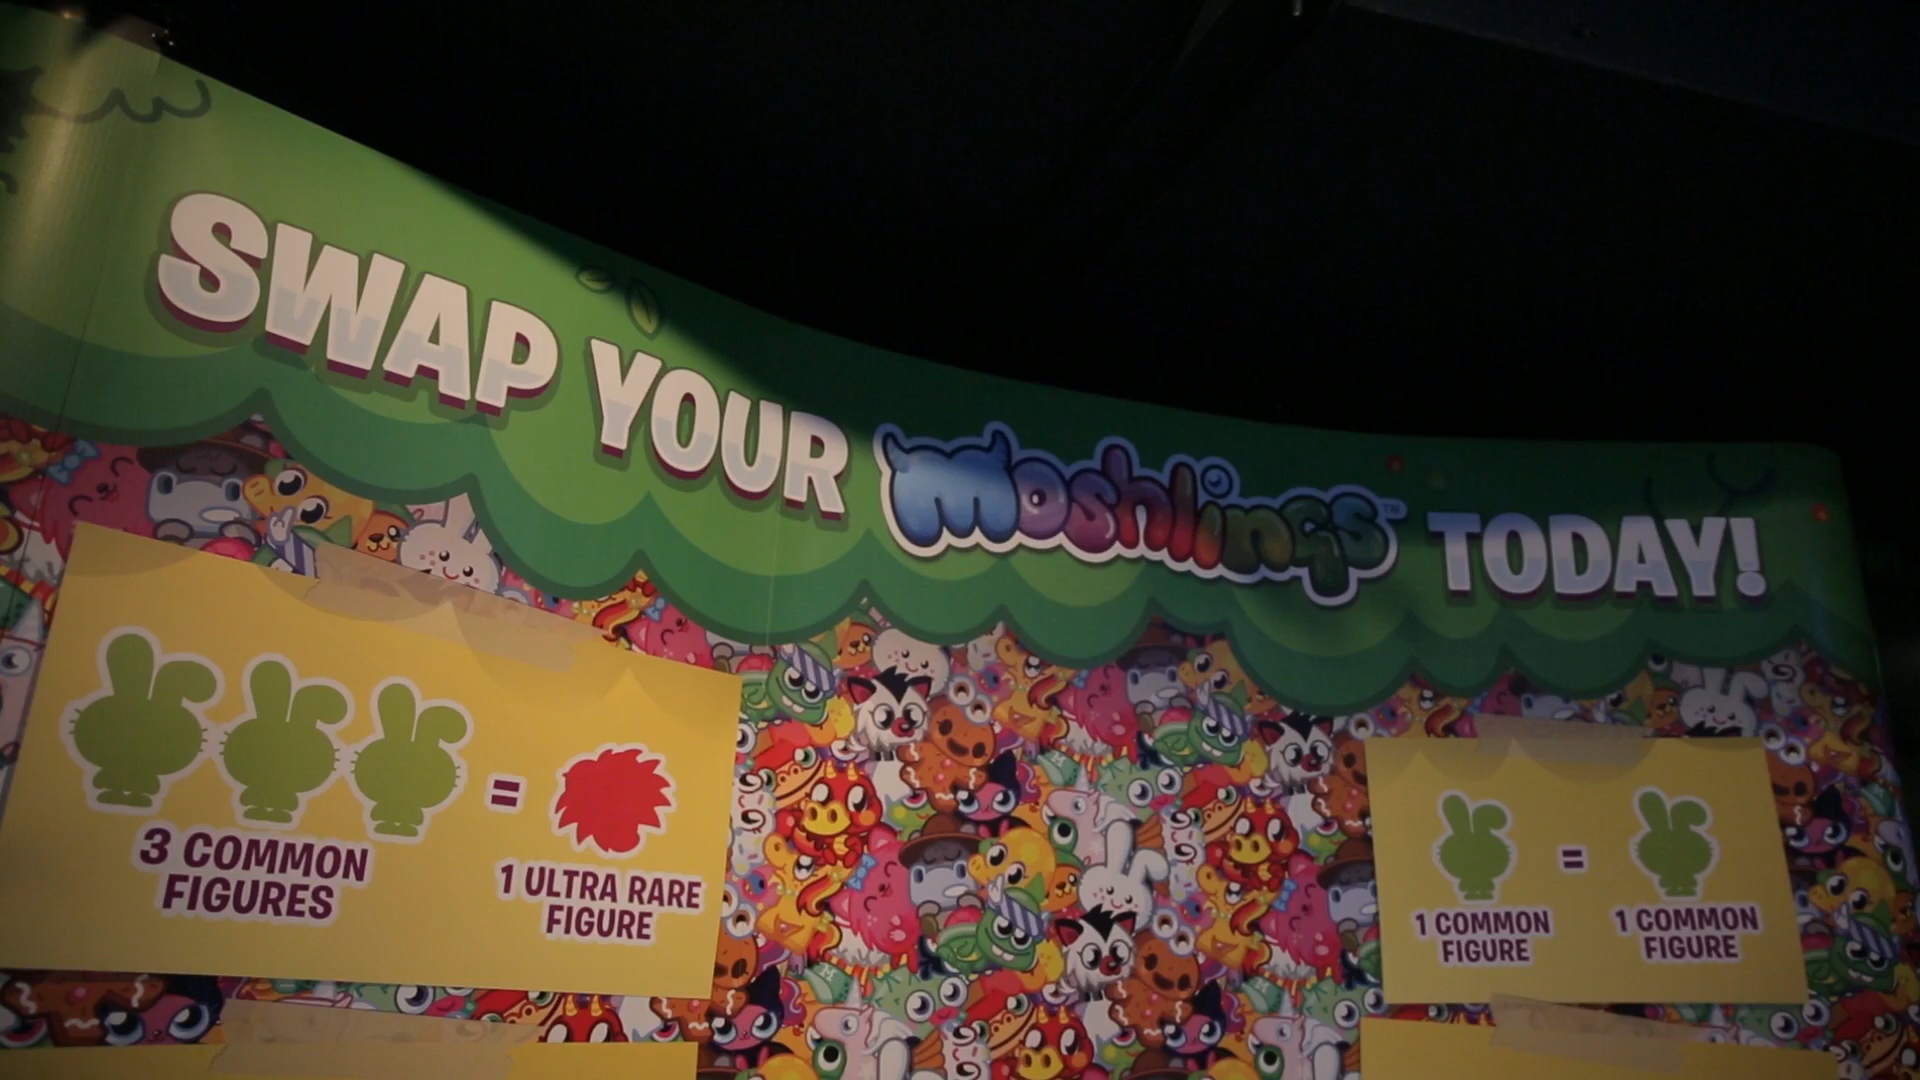 SWAP YOUR Moshlings™ TODAY!
=
3 COMMON
FIGURES
1 ULTRA RARE
FIGURE
=
1 COMMON
FIGURE
1 COMMON
FIGURE